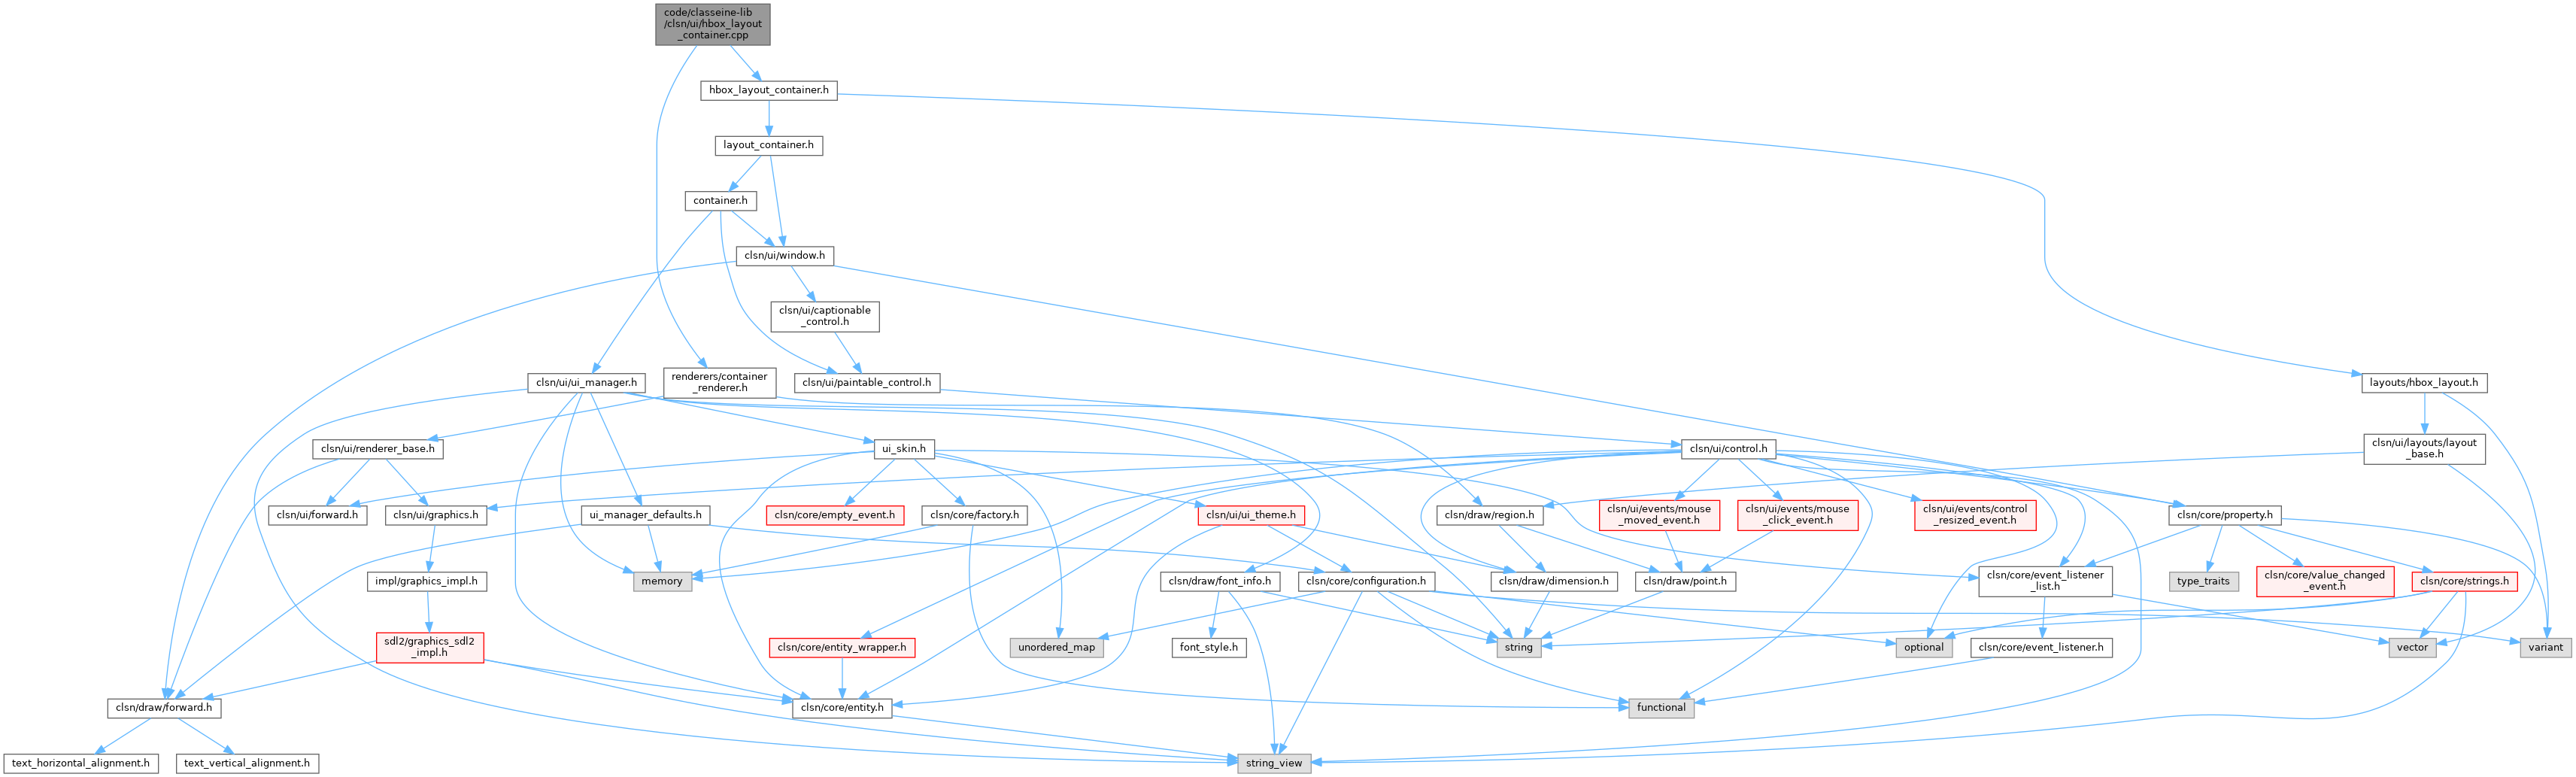 code/classeine-lib
/clsn/ui/hbox_layout
_container.cpp
hbox_layout_container.h
layout_container.h
container.h
clsn/ui/window.h
clsn/ui/captionable
_control.h
clsn/ui/ui_manager.h
renderers/container
_renderer.h
clsn/ui/paintable_control.h
layouts/hbox_layout.h
clsn/ui/renderer_base.h
ui_skin.h
clsn/ui/control.h
clsn/ui/layouts/layout
_base.h
clsn/ui/forward.h
clsn/ui/graphics.h
ui_manager_defaults.h
clsn/core/empty_event.h
clsn/core/factory.h
clsn/ui/ui_theme.h
clsn/draw/region.h
clsn/ui/events/mouse
_moved_event.h
clsn/ui/events/mouse
_click_event.h
clsn/ui/events/control
_resized_event.h
clsn/core/property.h
impl/graphics_impl.h
memory
clsn/draw/font_info.h
clsn/core/configuration.h
clsn/draw/dimension.h
clsn/draw/point.h
clsn/core/event_listener
_list.h
type_traits
clsn/core/value_changed
_event.h
clsn/core/strings.h
sdl2/graphics_sdl2
_impl.h
clsn/core/entity_wrapper.h
unordered_map
font_style.h
string
optional
clsn/core/event_listener.h
vector
variant
clsn/draw/forward.h
clsn/core/entity.h
functional
text_horizontal_alignment.h
text_vertical_alignment.h
string_view